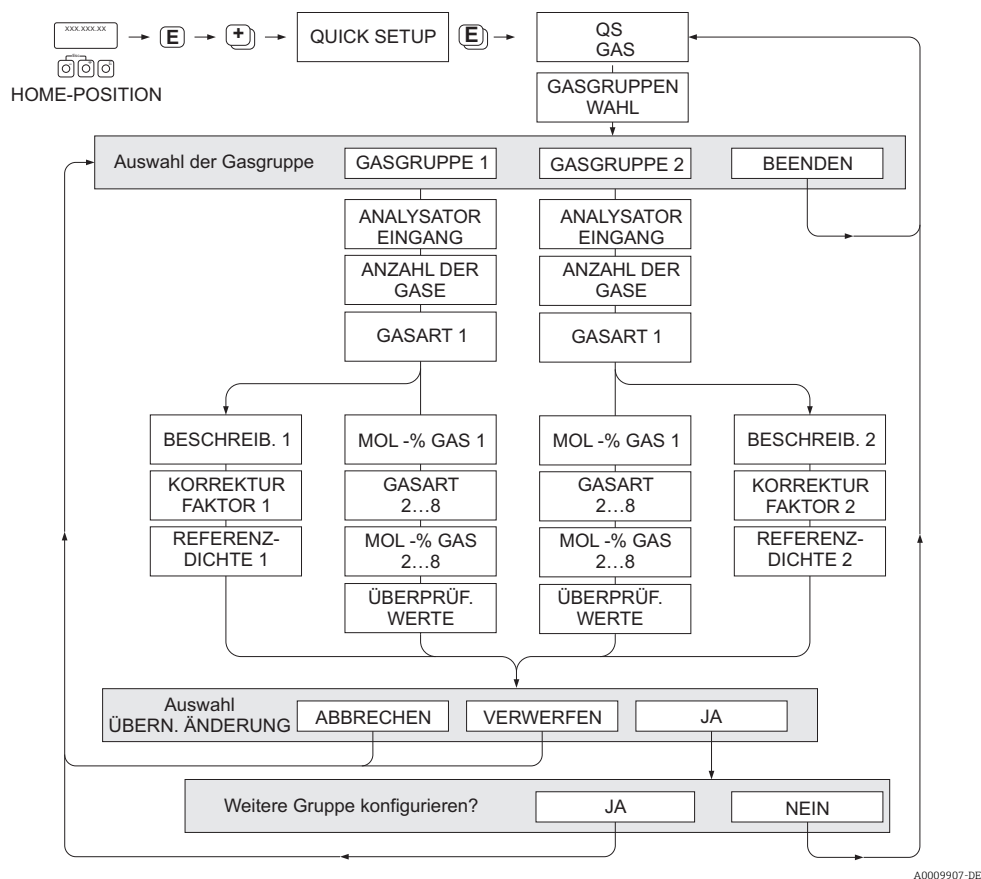 xxx.xxx.xx
Esc
E
+
QUICK SETUP
E
QS
GAS
HOME-POSITION
GASGRUPPEN
WAHL
Auswahl der Gasgruppe
GASGRUPPE 1
GASGRUPPE 2
BEENDEN
ANALYSATOR
EINGANG
ANALYSATOR
EINGANG
ANZAHL DER
GASE
ANZAHL DER
GASE
GASART 1
GASART 1
BESCHREIB. 1
MOL -% GAS 1
MOL -% GAS 1
BESCHREIB. 2
KORREKTUR
FAKTOR 1
GASART
2...8
GASART
2...8
KORREKTUR
FAKTOR 2
REFERENZ-
DICHTE 1
MOL -% GAS
2...8
MOL -% GAS
2...8
REFERENZ-
DICHTE 2
ÜBERPRÜF.
WERTE
ÜBERPRÜF.
WERTE
Auswahl
ÜBERN. ÄNDERUNG
ABBRECHEN
VERWERFEN
JA
Weitere Gruppe konfigurieren?
JA
NEIN
A0009907-DE